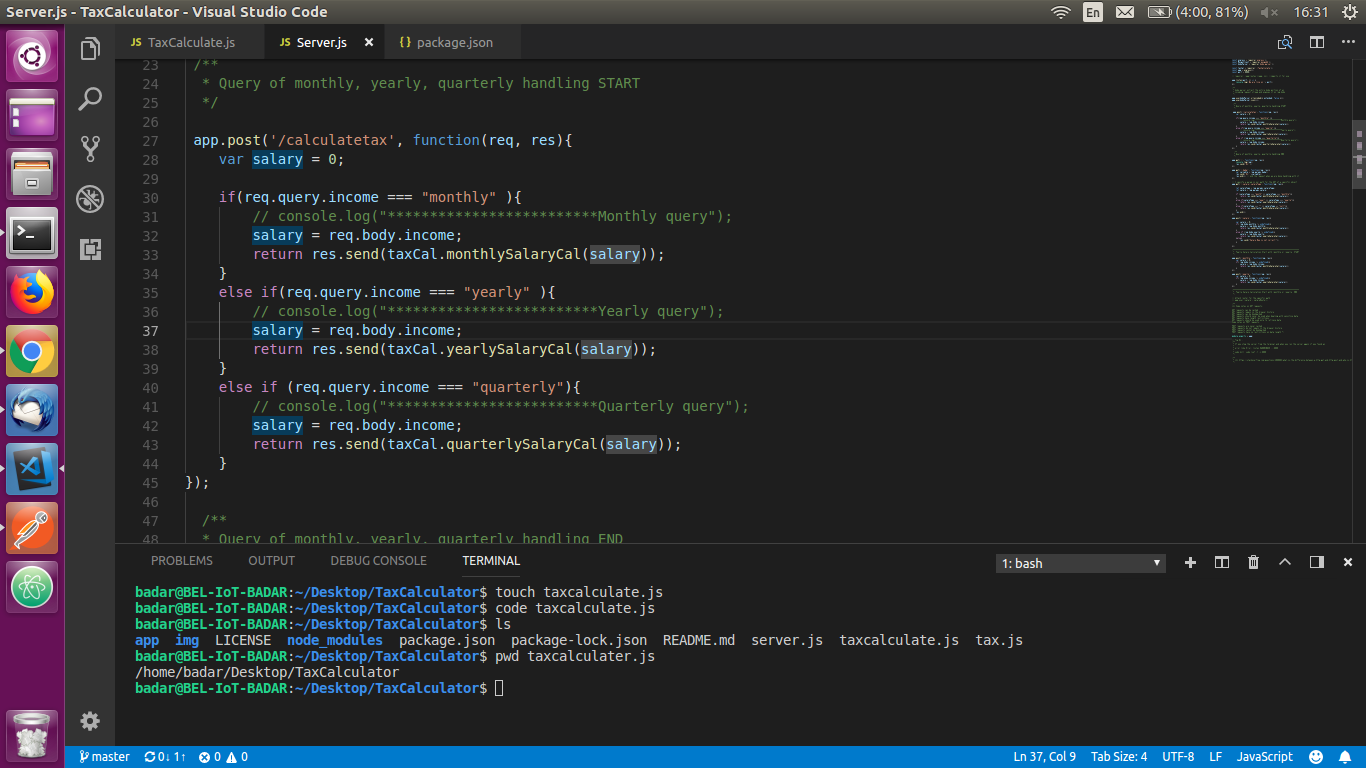 Server.js - TaxCalculator - Visual Studio Code
En
(4:00, 81%)
16:31
JS TaxCalculate.js
JS Server.js ×
{} package.json
23 /**
24 * Query of monthly, yearly, quarterly handling START
25 */
26
27 app.post('/calculatetax', function(req, res){
28 var salary = 0;
29
30 if(req.query.income === "monthly" ){
31 // console.log("*************************Monthly query");
32 salary = req.body.income;
33 return res.send(taxCal.monthlySalaryCal(salary));
34 }
35 else if(req.query.income === "yearly" ){
36 // console.log("*************************Yearly query");
37 salary = req.body.income;
38 return res.send(taxCal.yearlySalaryCal(salary));
39 }
40 else if (req.query.income === "quarterly"){
41 // console.log("*************************Quarterly query");
42 salary = req.body.income;
43 return res.send(taxCal.quarterlySalaryCal(salary));
44 }
45 });
46
47 /**
48 * Query of monthly, yearly, quarterly handling END
PROBLEMS
OUTPUT
DEBUG CONSOLE
TERMINAL
1: bash
badar@BEL-IoT-BADAR:~/Desktop/TaxCalculator$ touch taxcalculate.js
badar@BEL-IoT-BADAR:~/Desktop/TaxCalculator$ code taxcalculate.js
badar@BEL-IoT-BADAR:~/Desktop/TaxCalculator$ ls
app img LICENSE node_modules package.json package-lock.json README.md server.js taxcalculate.js tax.js
badar@BEL-IoT-BADAR:~/Desktop/TaxCalculator$ pwd taxcalculater.js
/home/badar/Desktop/TaxCalculator
badar@BEL-IoT-BADAR:~/Desktop/TaxCalculator$
master
0↓ 1↑
0
0
Ln 37, Col 9
Tab Size: 4
UTF-8
LF
JavaScript